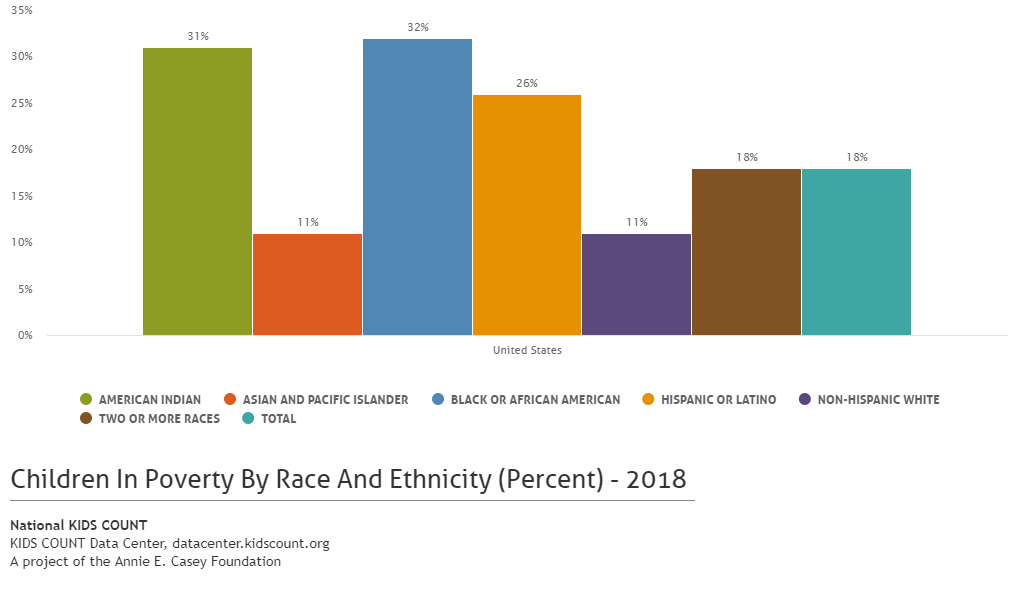 35%
30%
25%
20%
15%
10%
5%
0%
31%
11%
32%
26%
11%
18%
18%
United States
AMERICAN INDIAN ASIAN AND PACIFIC ISLANDER BLACK OR AFRICAN AMERICAN HISPANIC OR LATINO NON-HISPANIC WHITE
TWO OR MORE RACES TOTAL
Children In Poverty By Race And Ethnicity (Percent) - 2018
National KIDS COUNT
KIDS COUNT Data Center, datacenter.kidscount.org
A project of the Annie E. Casey Foundation